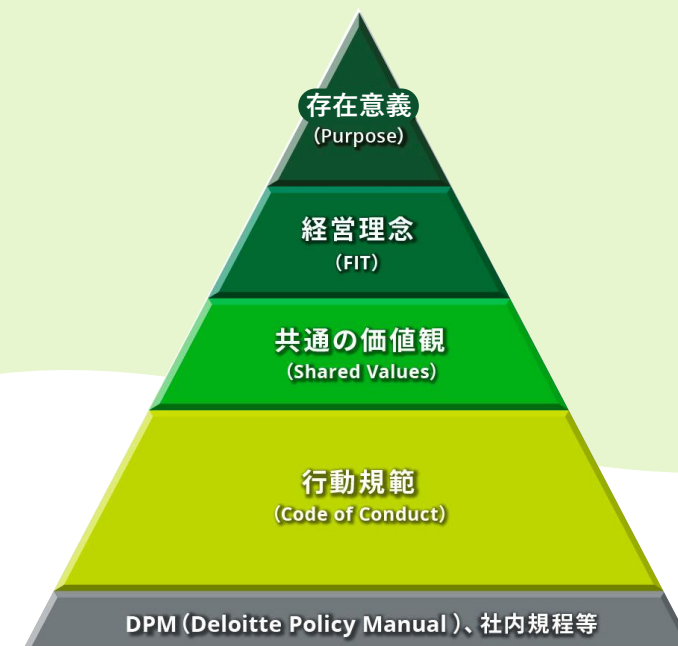 存在意義
（Purpose）
経営理念
（FIT）
共通の価値観
（Shared Values）
行動規範
（Code of Conduct）
DPM（Deloitte Policy Manual ）、社内規程等